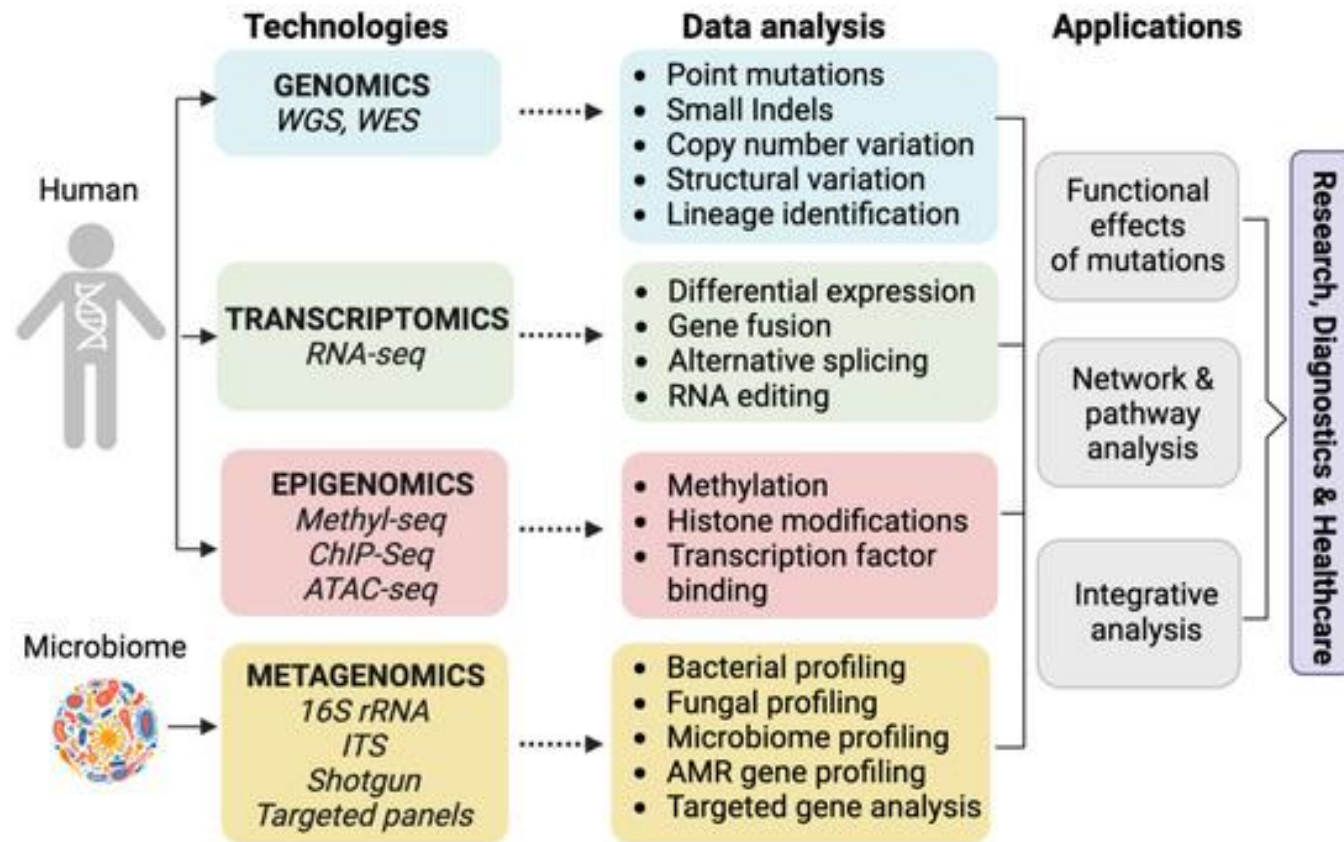 Technologies
Data analysis
Applications
Human
GENOMICS
WGS, WES
• Point mutations
• Small Indels
• Copy number variation
• Structural variation
• Lineage identification
TRANSCRIPTOMICS
RNA-seq
• Differential expression
• Gene fusion
• Alternative splicing
• RNA editing
EPIGENOMICS
Methyl-seq
ChIP-Seq
ATAC-seq
• Methylation
• Histone modifications
• Transcription factor
binding
Microbiome
METAGENOMICS
16S rRNA
ITS
Shotgun
Targeted panels
• Bacterial profiling
• Fungal profiling
• Microbiome profiling
• AMR gene profiling
• Targeted gene analysis
Functional
effects
of mutations
Network &
pathway
analysis
Integrative
analysis
Research, Diagnostics & Healthcare